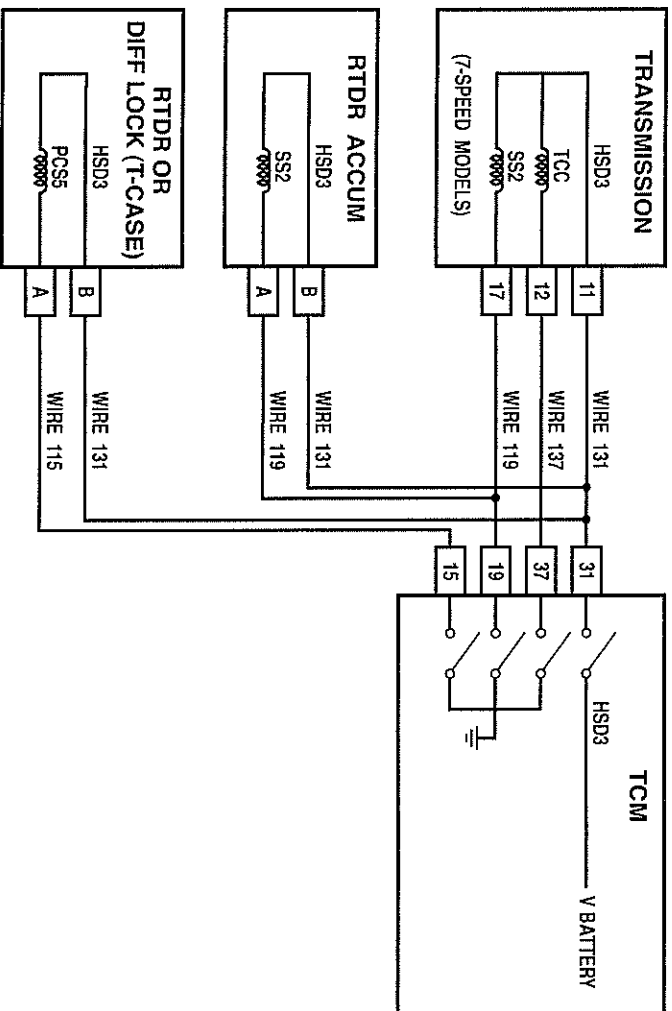 TRANSMISSION
HSD3
TCC
SS2
(7-SPEED MODELS)
11
12
17
WIRE 131
WIRE 137
WIRE 119
RTDR ACCUM
HSD3
SS2
B
A
WIRE 131
WIRE 119
RTDR OR
DIFF LOCK (T-CASE)
HSD3
PCS5
B
A
WIRE 131
WIRE 115
31
37
19
15
TCM
HSD3
V BATTERY